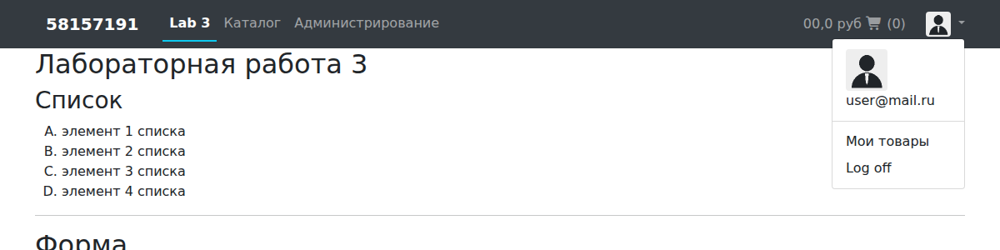 58157191 Lab 3 Каталог Администрирование 00,0 руб (0)
user@mail.ru
Мои товары
Log off
Лабораторная работа 3
Список
A. элемент 1 списка
B. элемент 2 списка
C. элемент 3 списка
D. элемент 4 списка
Форма